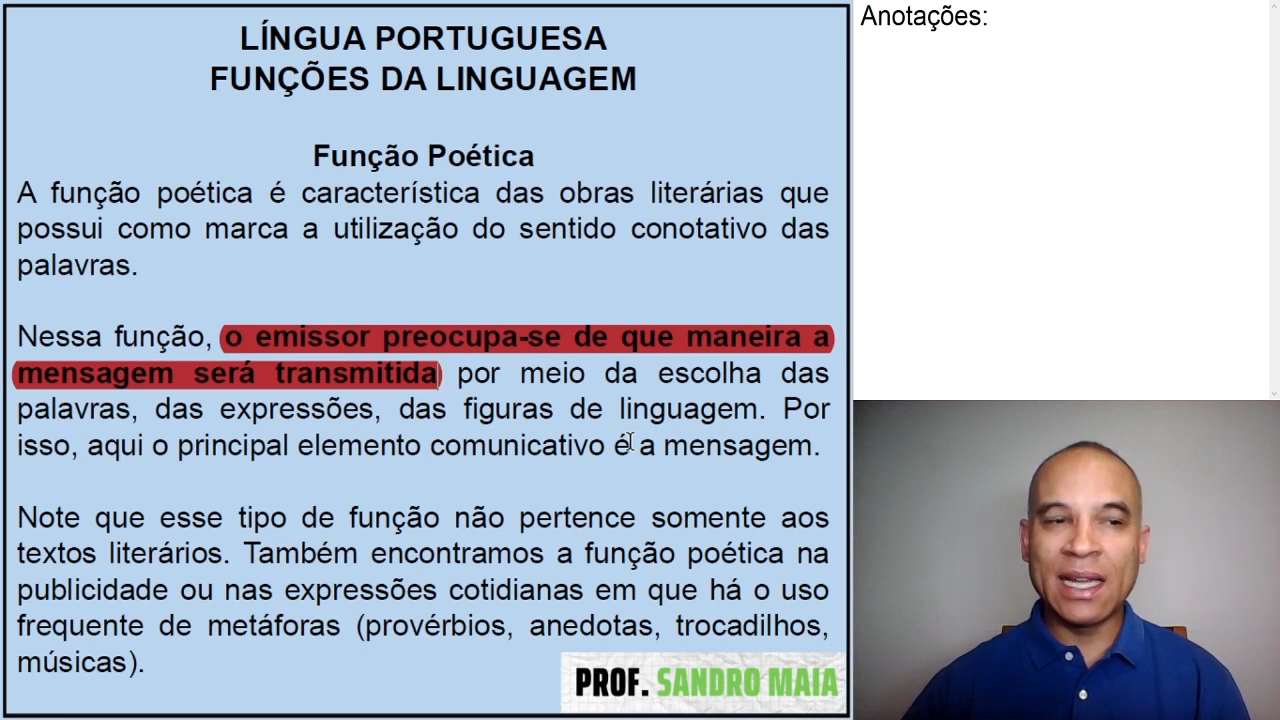 LÍNGUA PORTUGUESA
FUNÇÕES DA LINGUAGEM
Função Poética
A função poética é característica das obras literárias que
possui como marca a utilização do sentido conotativo das
palavras.
Nessa função, o emissor preocupa-se de que maneira a
mensagem será transmitida por meio da escolha das
palavras, das expressões, das figuras de linguagem. Por
isso, aqui o principal elemento comunicativo é a mensagem.
Note que esse tipo de função não pertence somente aos
textos literários. Também encontramos a função poética na
publicidade ou nas expressões cotidianas em que há o uso
frequente de metáforas (provérbios, anedotas, trocadilhos,
músicas).
PROF. SANDRO MAIA
Anotações: